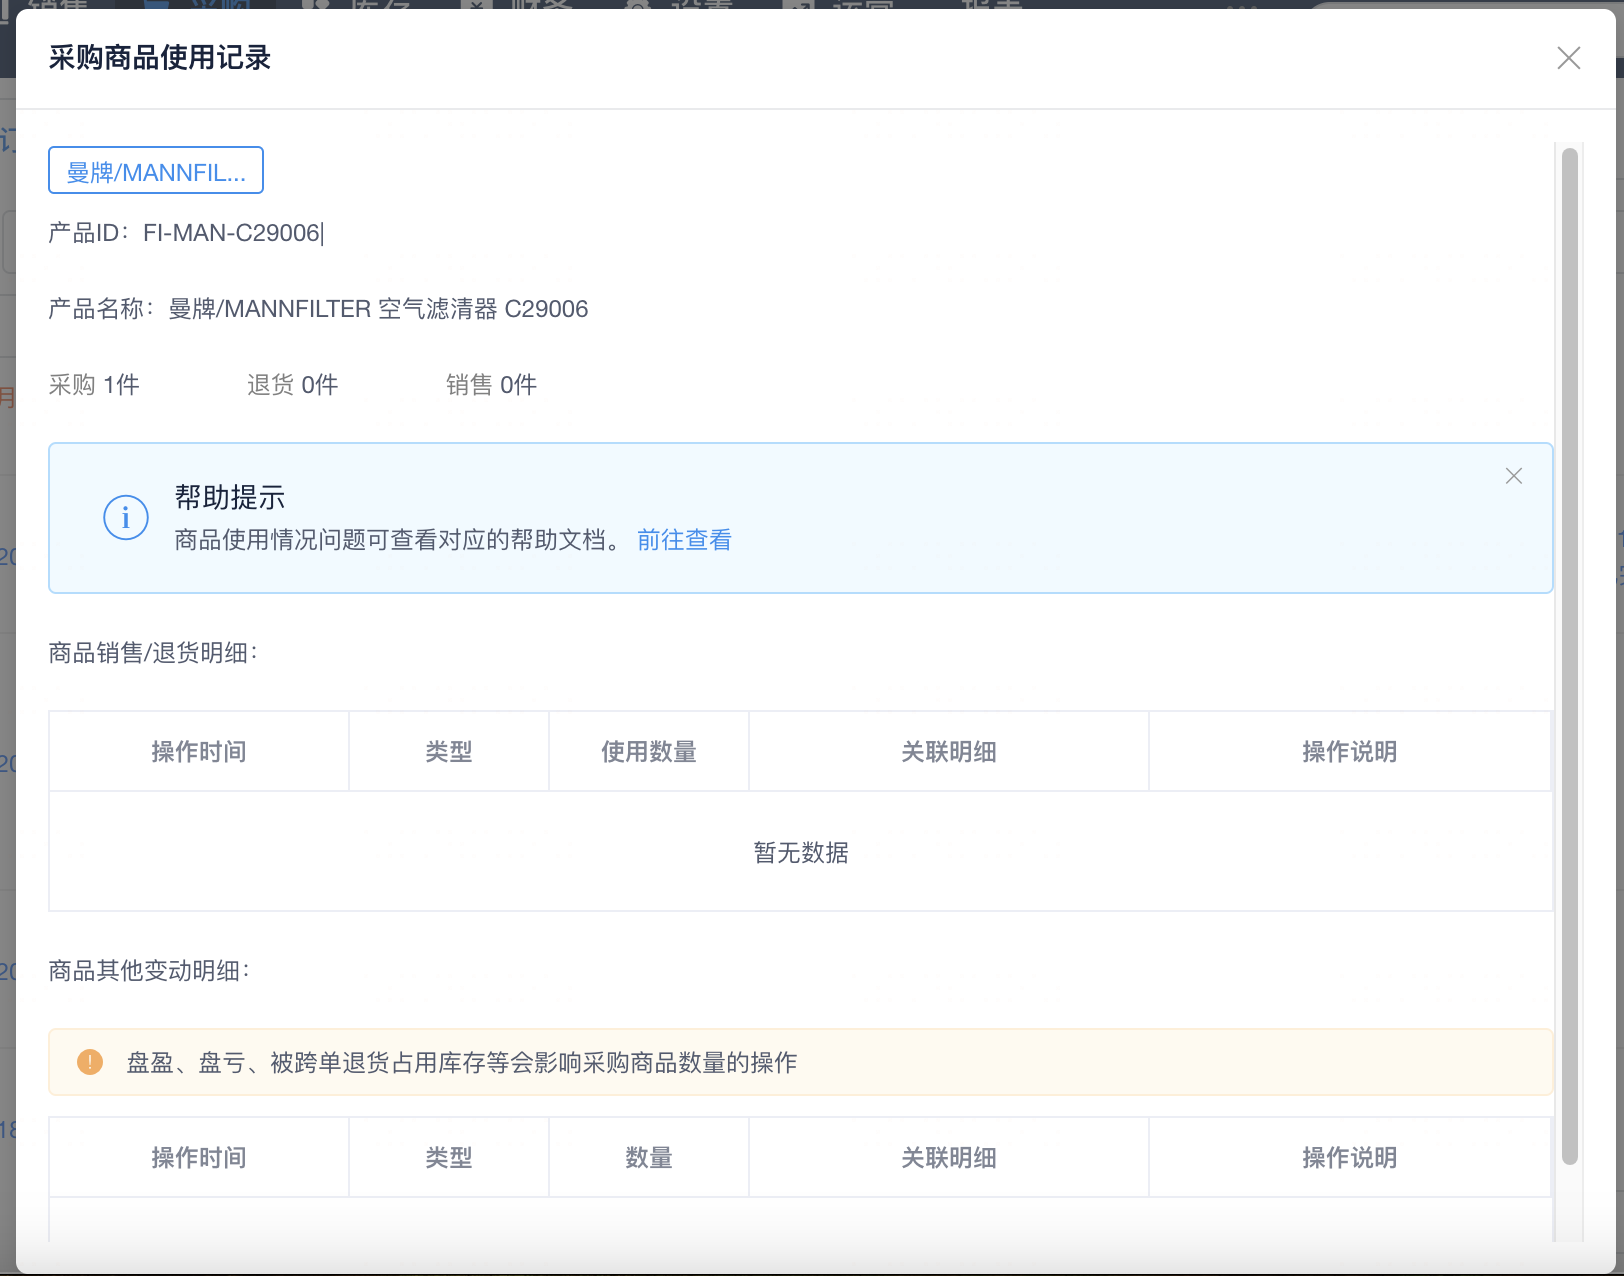 采购商品使用记录
曼牌/MANNFIL...
产品ID：FI-MAN-C29006|
产品名称：曼牌/MANNFILTER 空气滤清器 C29006
采购 1件 退货 0件 销售 0件
帮助提示
商品使用情况问题可查看对应的帮助文档。 前往查看
商品销售/退货明细：
操作时间 类型 使用数量 关联明细 操作说明
暂无数据
商品其他变动明细：
盘盈、盘亏、被跨单退货占用库存等会影响采购商品数量的操作
操作时间 类型 数量 关联明细 操作说明